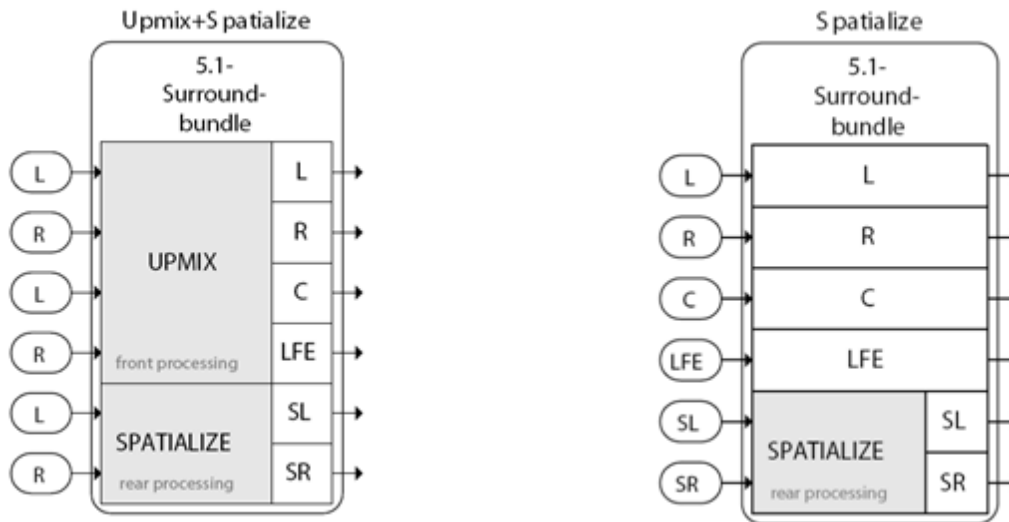 Upmix+Spatialize
5.1-
Surround-
bundle
L
R
L
R
L
R
UPMIX
front processing
SPATIALIZE
rear processing
L
R
C
LFE
SL
SR
Spatialize
5.1-
Surround-
bundle
L
R
C
LFE
SL
SR
L
R
C
LFE
SPATIALIZE
rear processing
SL
SR